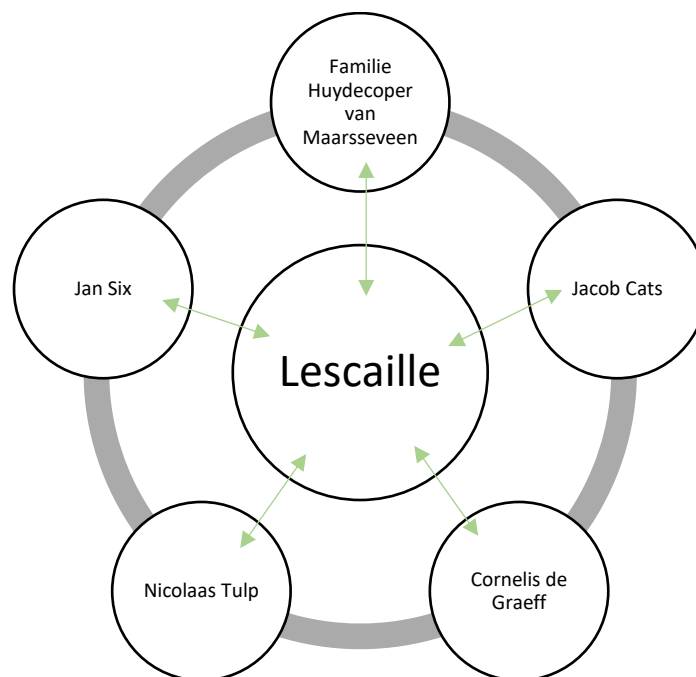 Familie
Huydecoper
van
Maarsseveen
Jan Six
Jacob Cats
Lescaille
Nicolaas Tulp
Cornelis de
Graeff